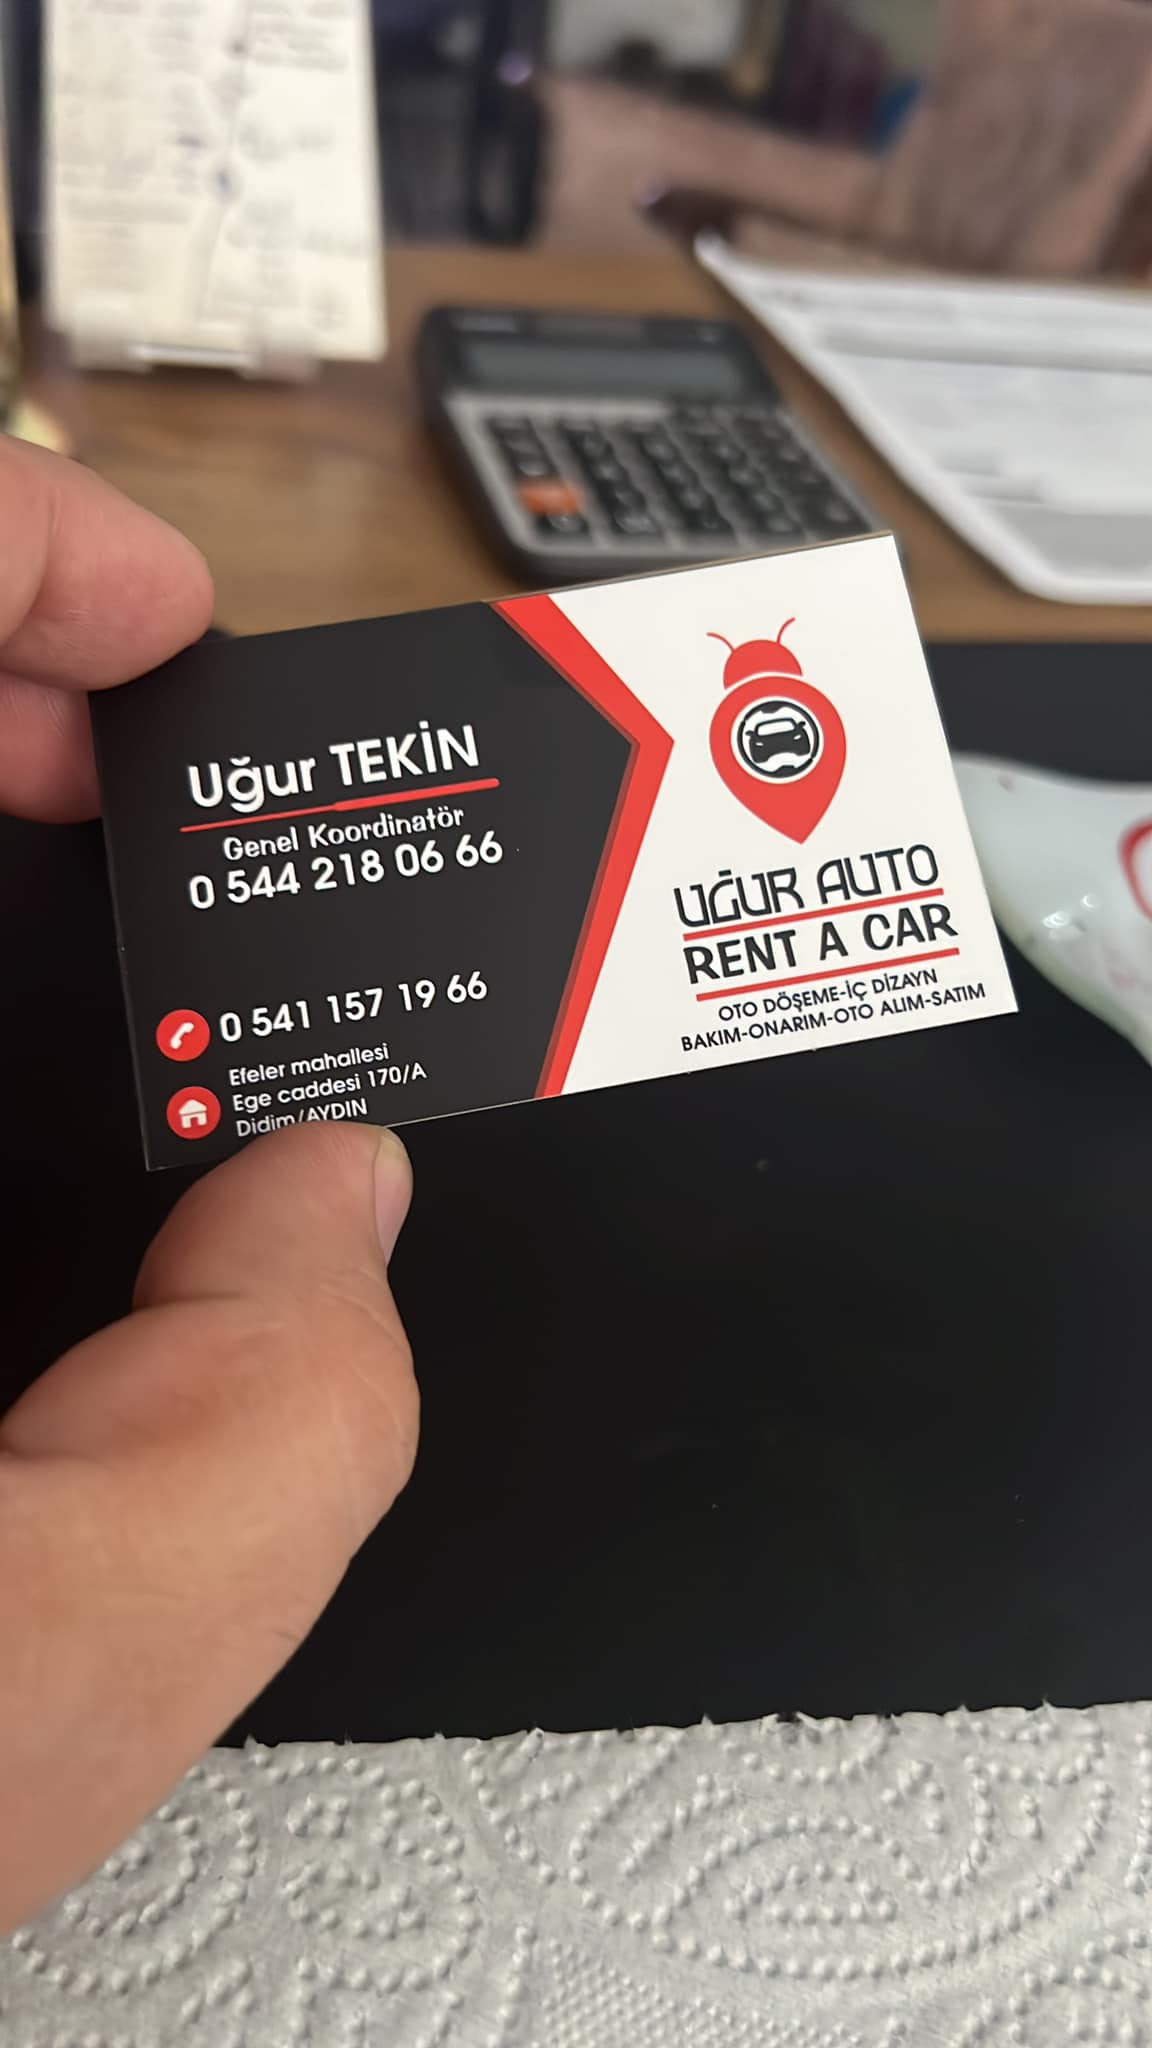 Uğur TEKİN
Genel Koordinatör
0 544 218 06 66
0 541 157 19 66
Efeler mahallesi
Ege caddesi 170/A
Didim/AYDIN
UĞUR AUTO
RENT A CAR
OTO DÖŞEME-İÇ DİZAYN
BAKIM-ONARIM-OTO ALIM-SATIM